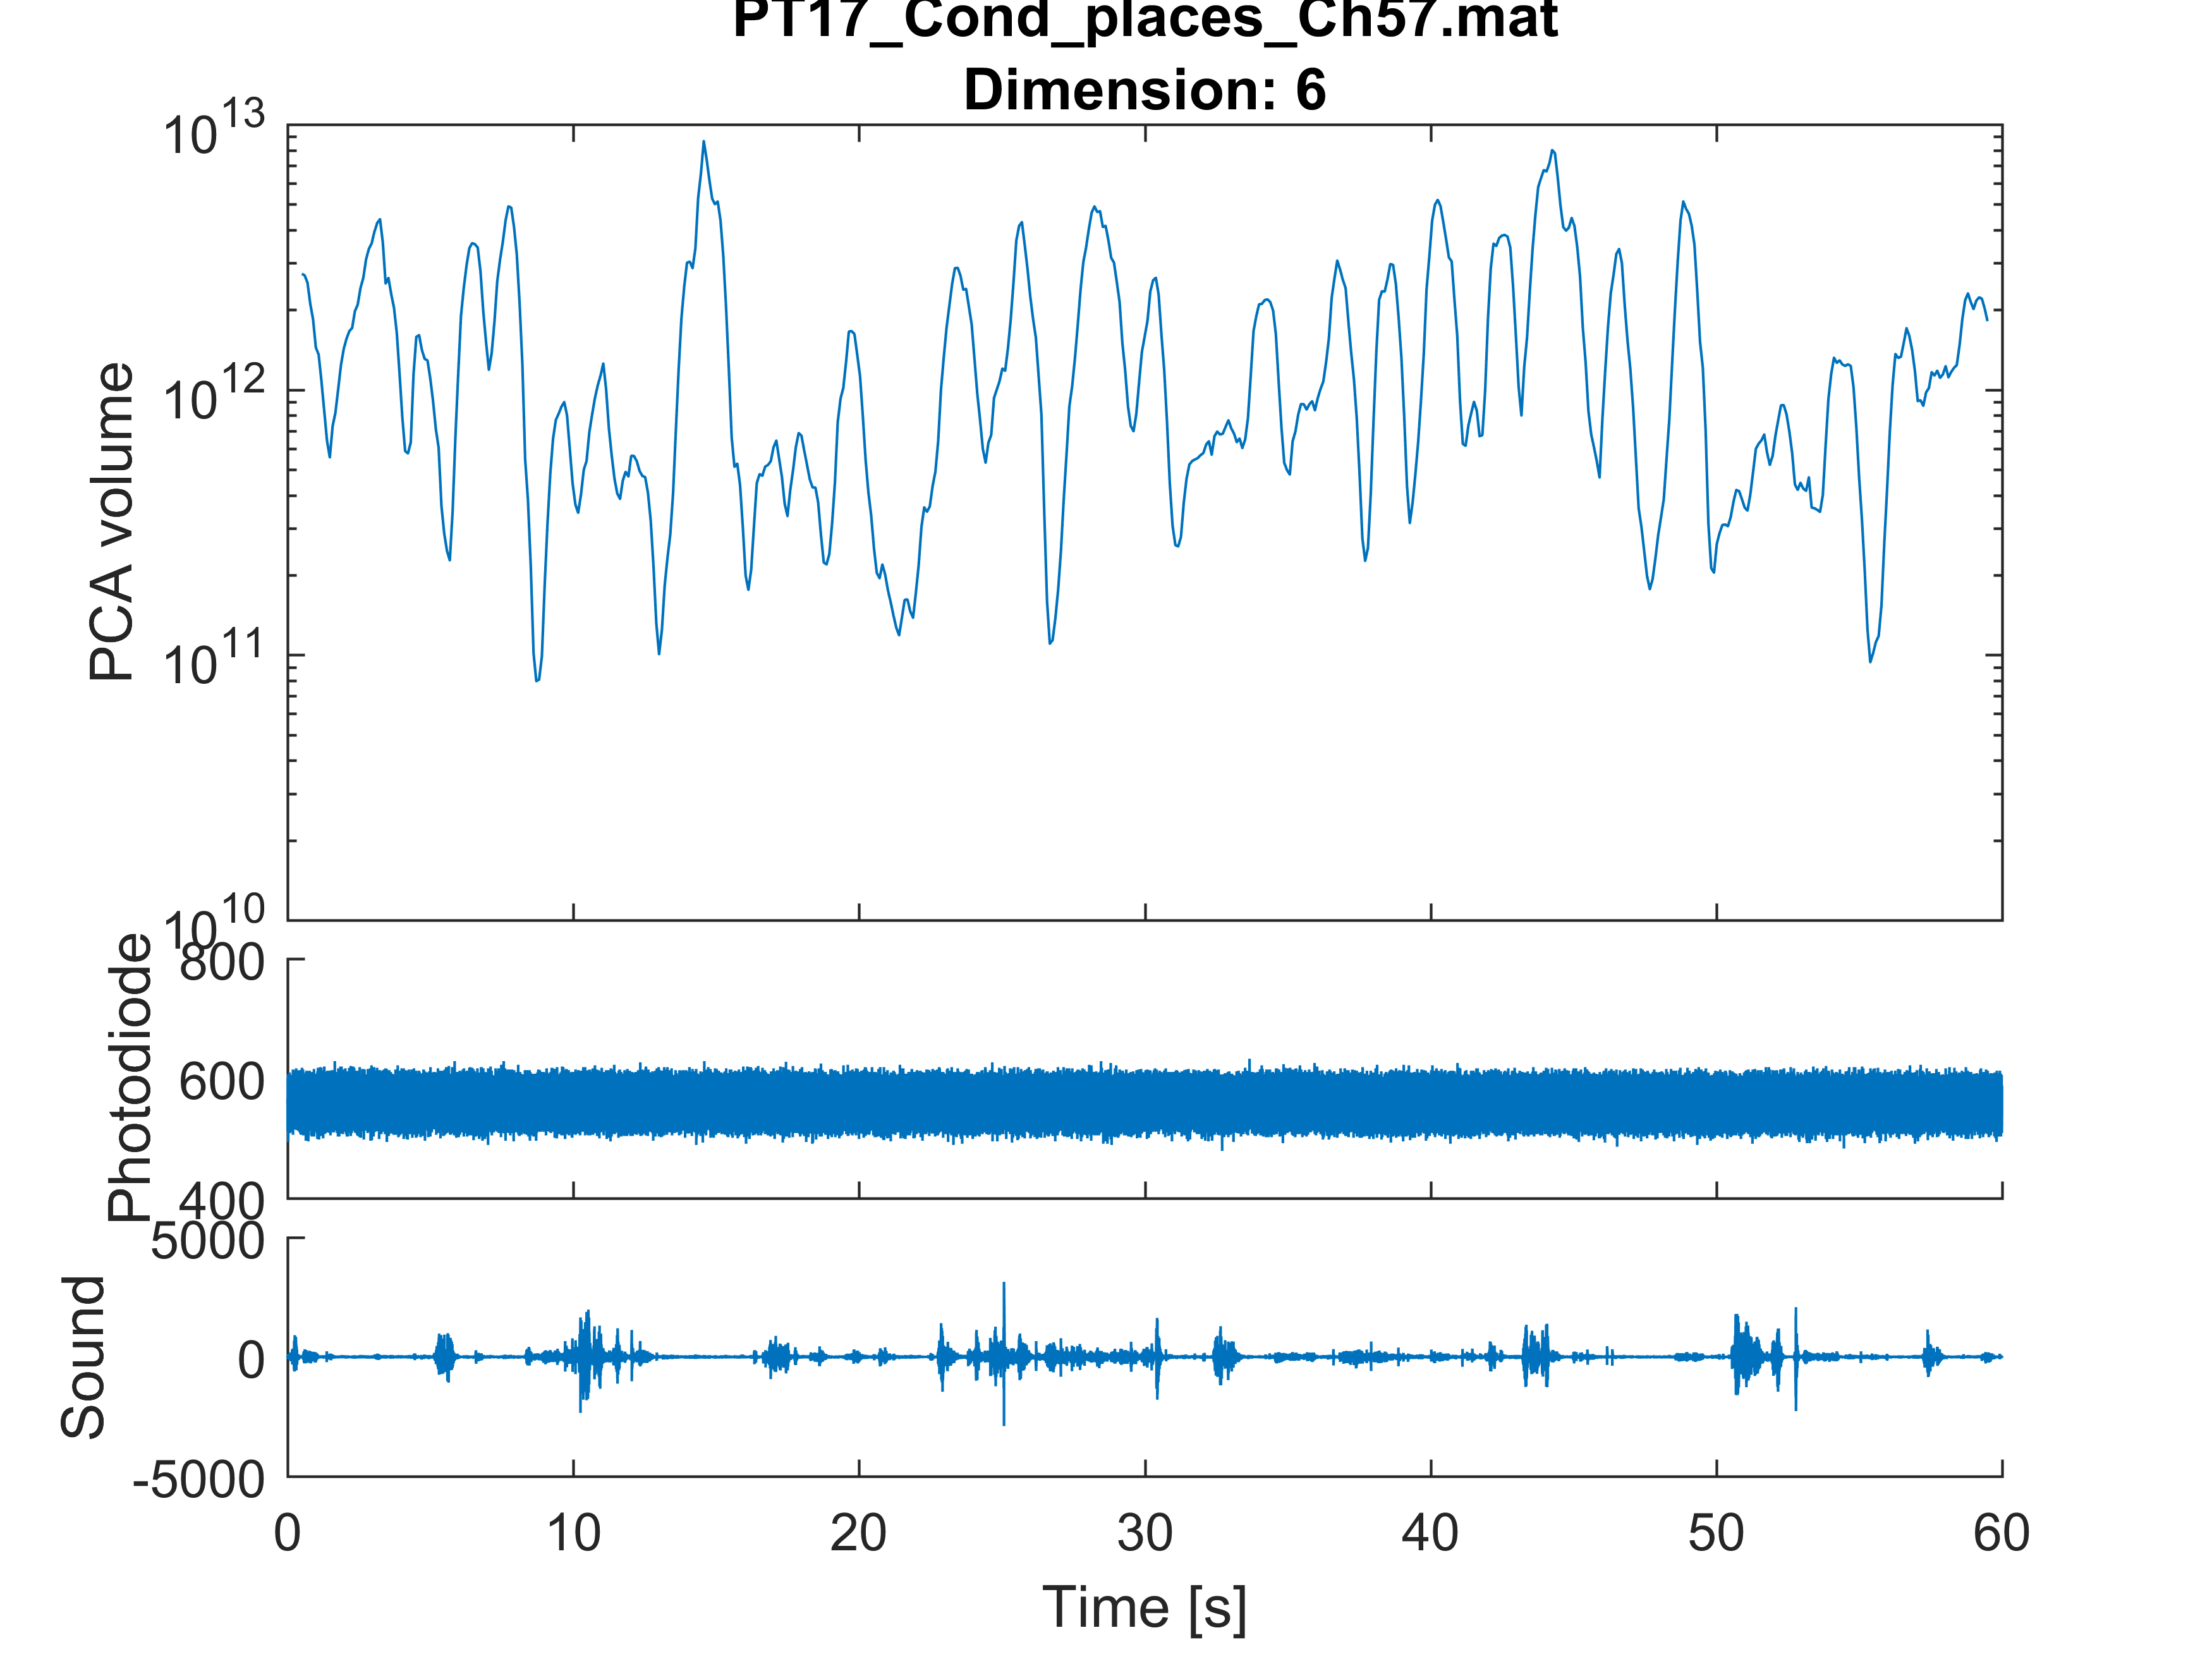 PT17_Cond_places_Ch57.mat
Dimension: 6
10^13
10^12
10^11
10^10
PCA volume
800
600
400
Photodiode
5000
0
-5000
Sound
0 10 20 30 40 50 60
Time [s]